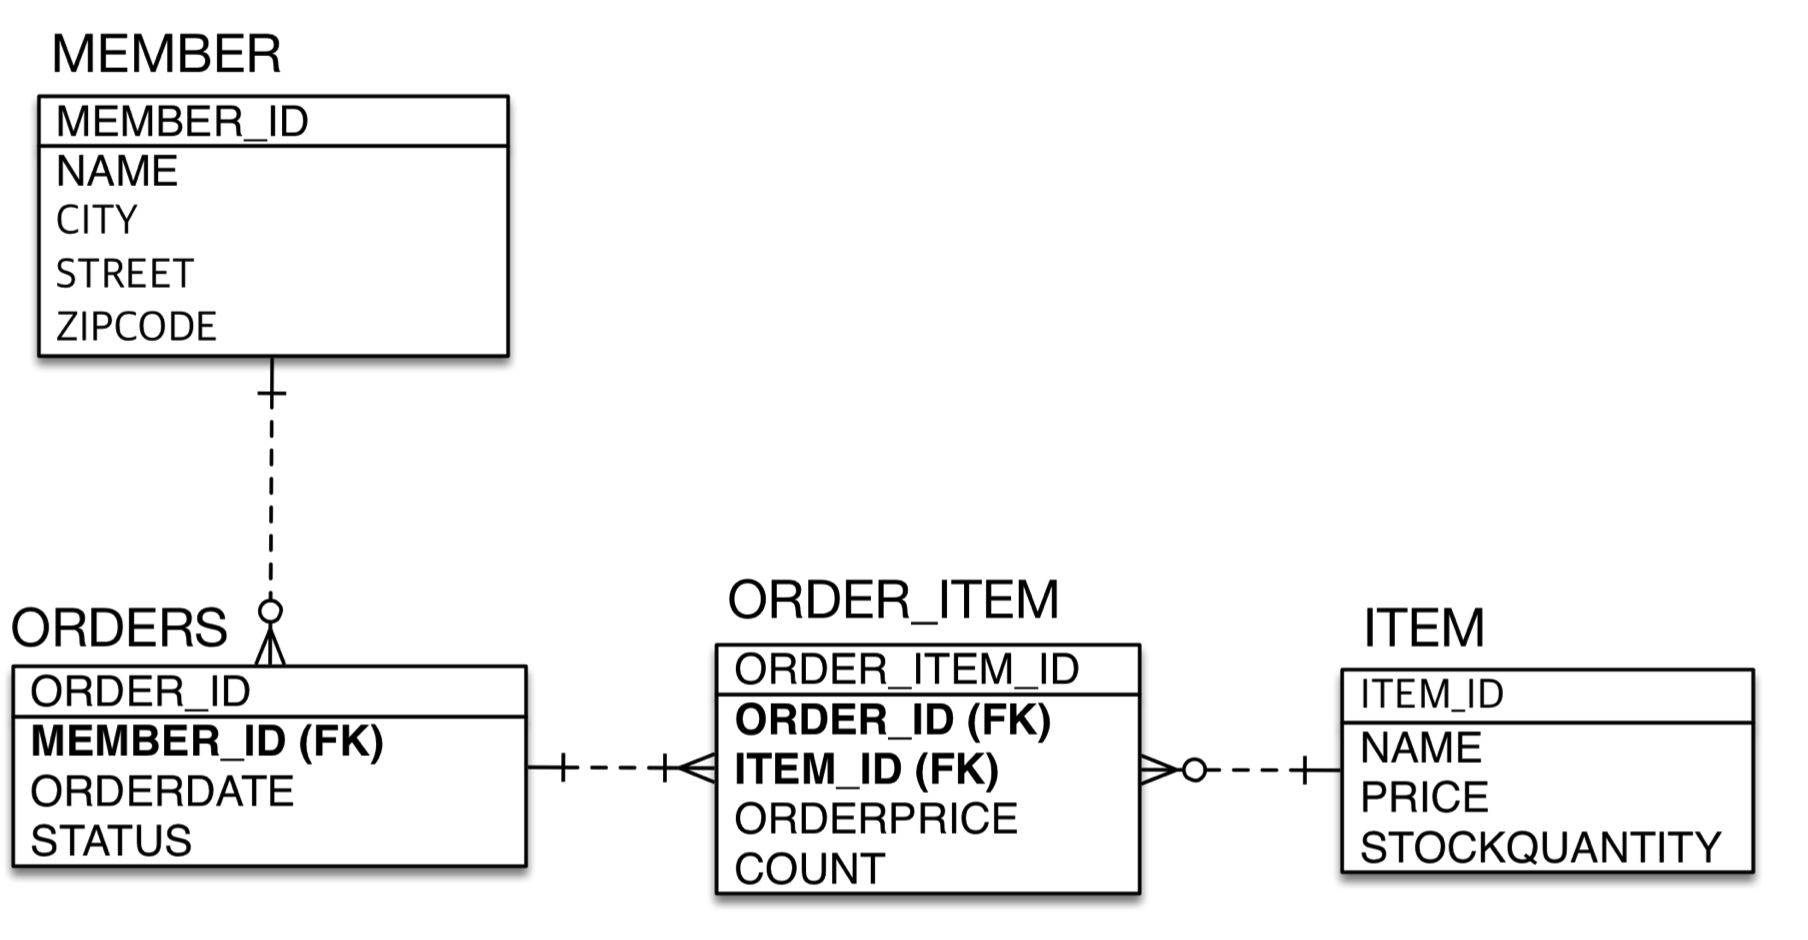 MEMBER
MEMBER_ID
NAME
CITY
STREET
ZIPCODE
ORDERS
ORDER_ID
MEMBER_ID (FK)
ORDERDATE
STATUS
ORDER_ITEM
ORDER_ITEM_ID
ORDER_ID (FK)
ITEM_ID (FK)
ORDERPRICE
COUNT
ITEM
ITEM_ID
NAME
PRICE
STOCKQUANTITY